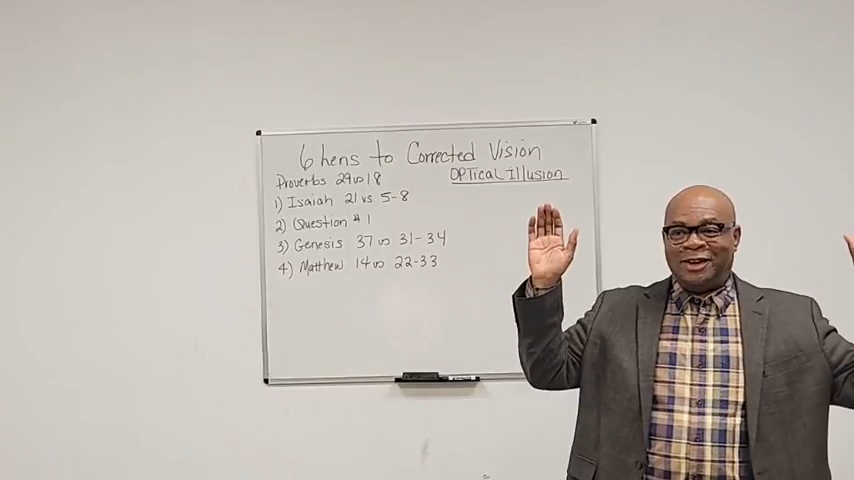 6 hens to Corrected Vision
Proverbs 29 vs 18
OPTical Illusion
1) Isaiah 21 vs 5-8
2) Question # 1
3) Genesis 37 vs 31-34
4) Matthew 14 vs 22-33